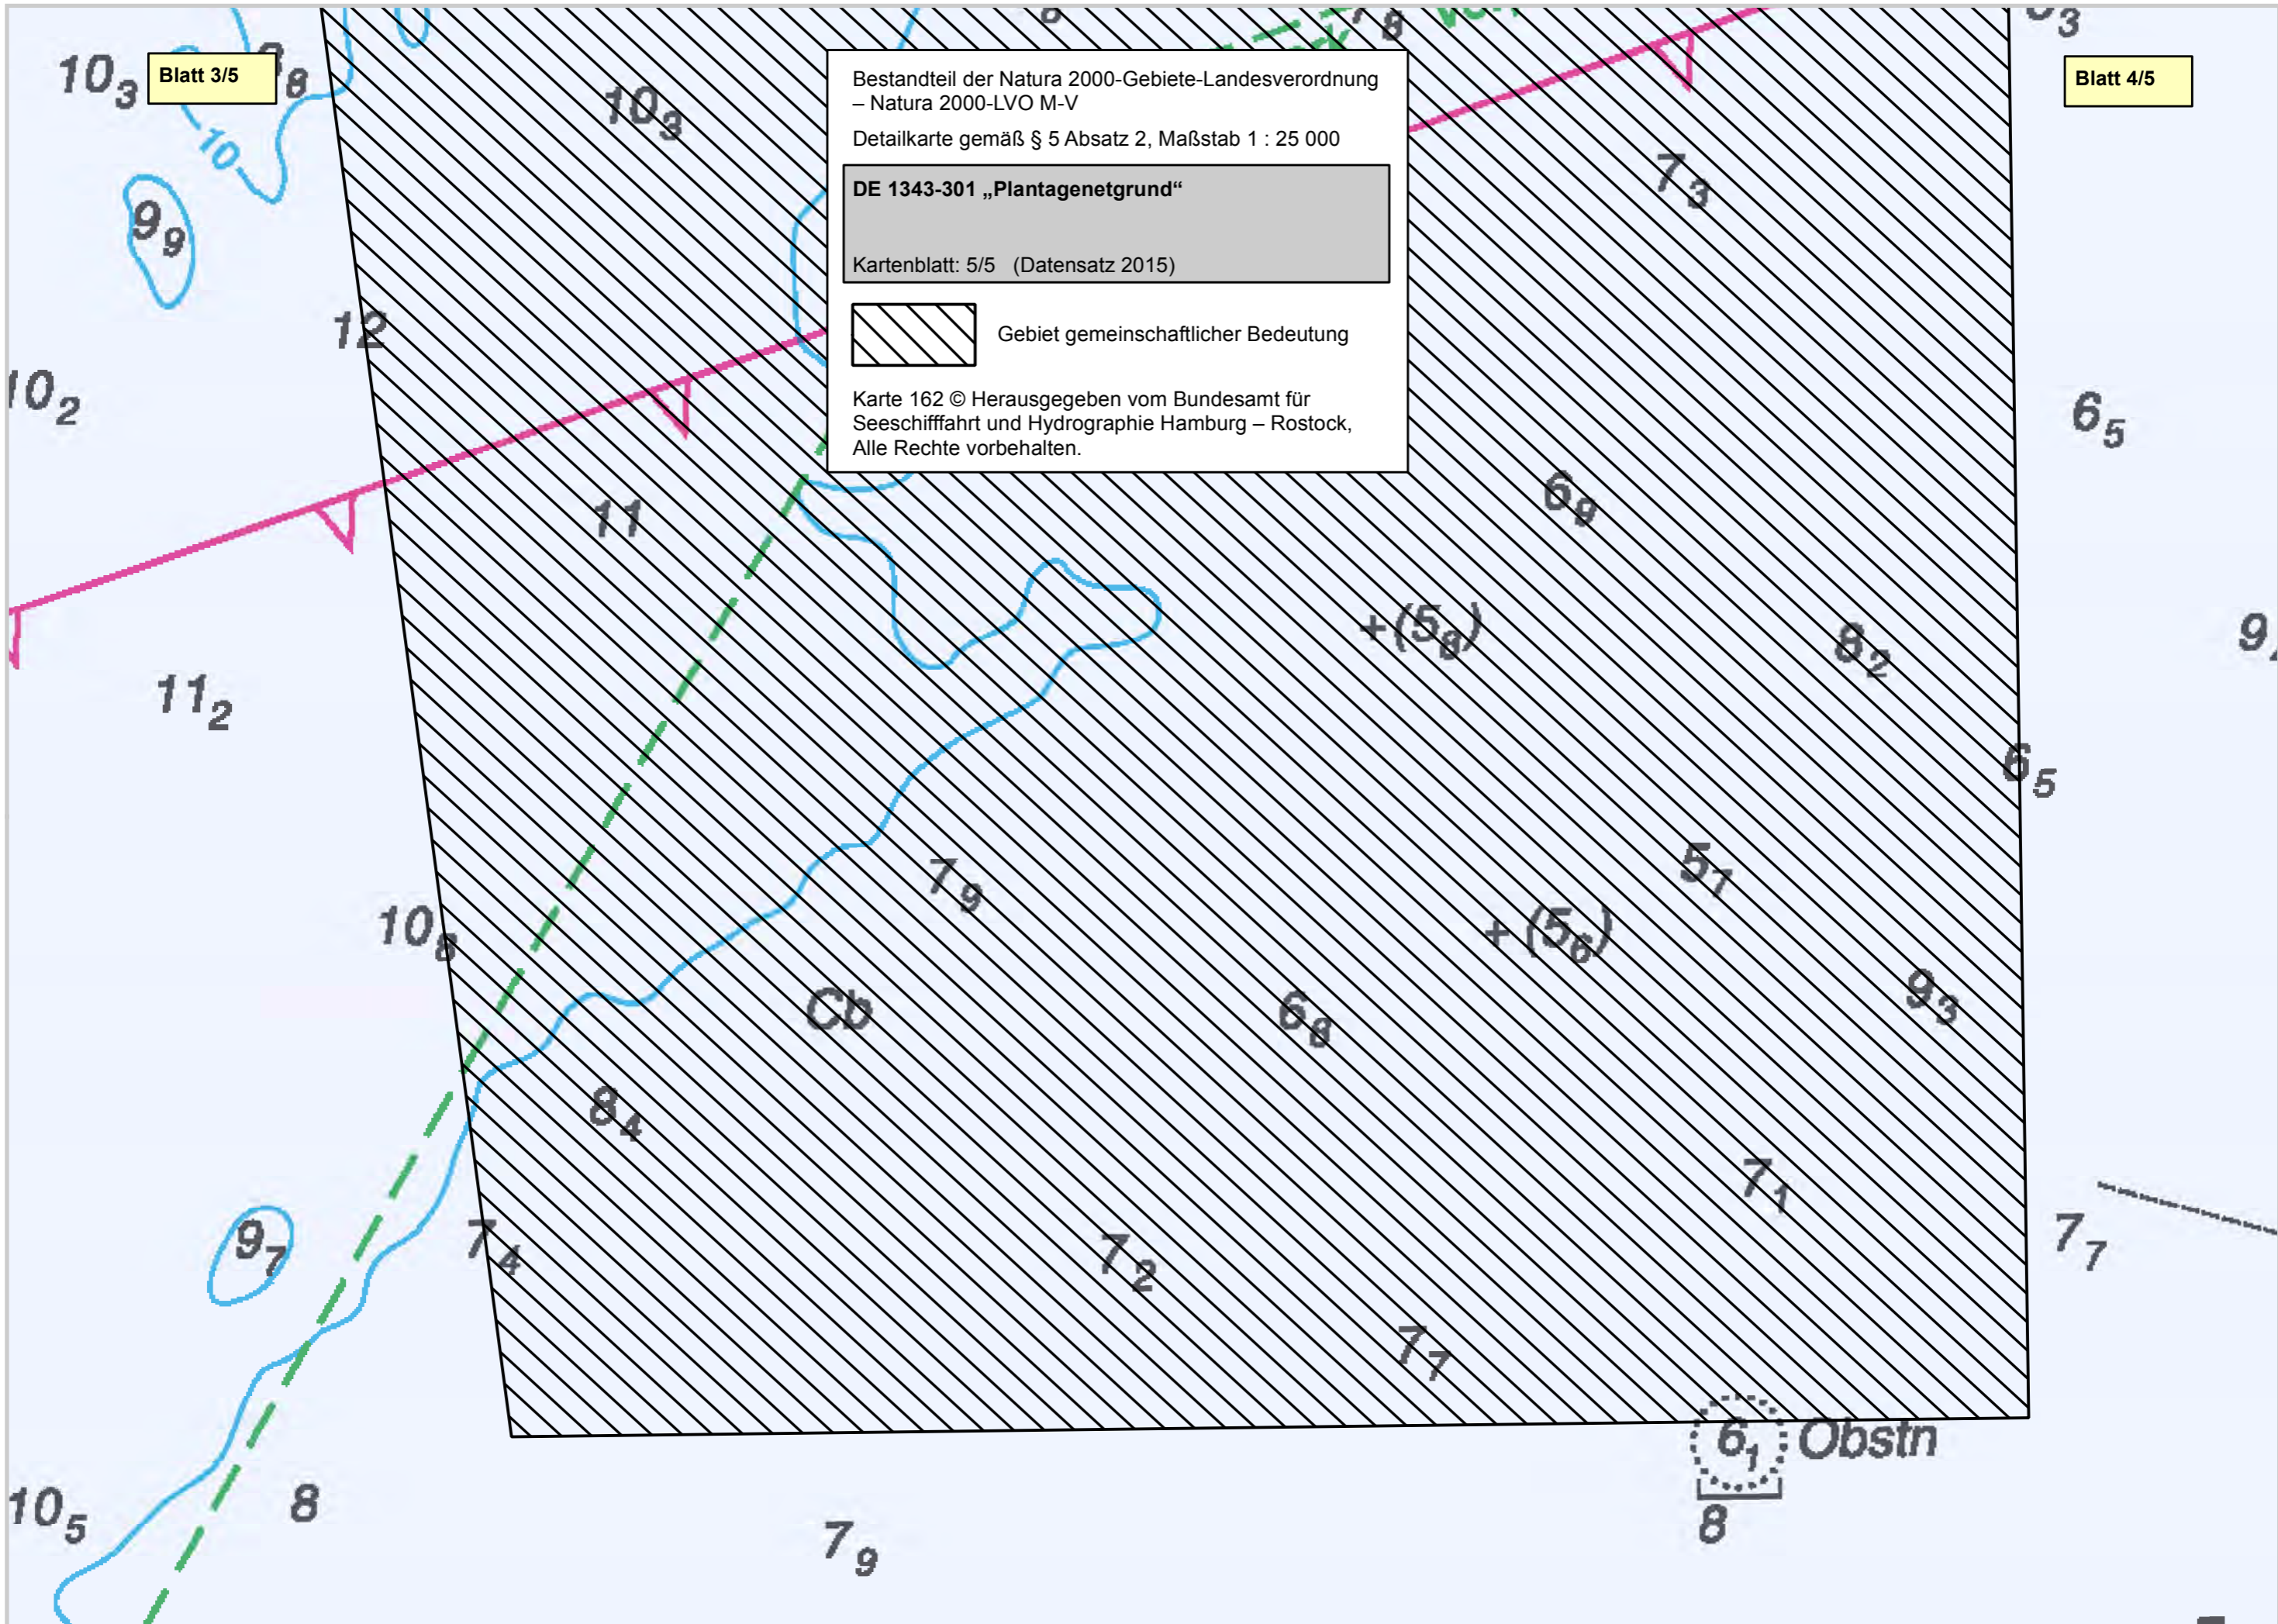 Blatt 3/5
Blatt 4/5
Bestandteil der Natura 2000-Gebiete-Landesverordnung
– Natura 2000-LVO M-V
Detailkarte gemäß § 5 Absatz 2, Maßstab 1 : 25 000
DE 1343-301 „Plantagenetgrund“
Kartenblatt: 5/5 (Datensatz 2015)
Gebiet gemeinschaftlicher Bedeutung
Karte 162 © Herausgegeben vom Bundesamt für
Seeschifffahrt und Hydrographie Hamburg – Rostock,
Alle Rechte vorbehalten.
10₃
10₃
10
7₃
9₉
12
10₂
6₅
11
6₉
+(5₈)
8₂
11₂
6₅
7₉
5₁
10₈
+ (5₆)
Cb
6₈
9₃
8₄
7₁
9₇
7₄
7₂
7₇
7₇
6₁ Obstn
10₅
8
8
7₉